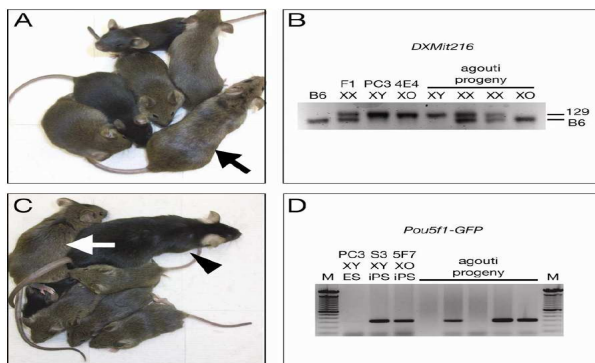 A
B
DXMit216
agouti
progeny
F1 PC3 4E4
B6 XX XY XO XY XX XX XO
129
B6
C
D
Pou5f1-GFP
PC3 S3 5F7
XY XY XO agouti
M ES iPS iPS progeny M